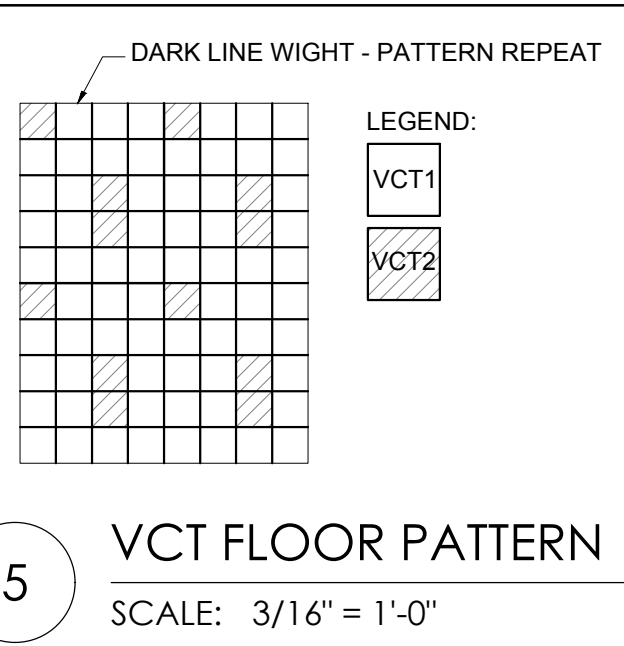 DARK LINE WIGHT - PATTERN REPEAT
LEGEND:
VCT1
VCT2
5
VCT FLOOR PATTERN
SCALE: 3/16" = 1'-0"